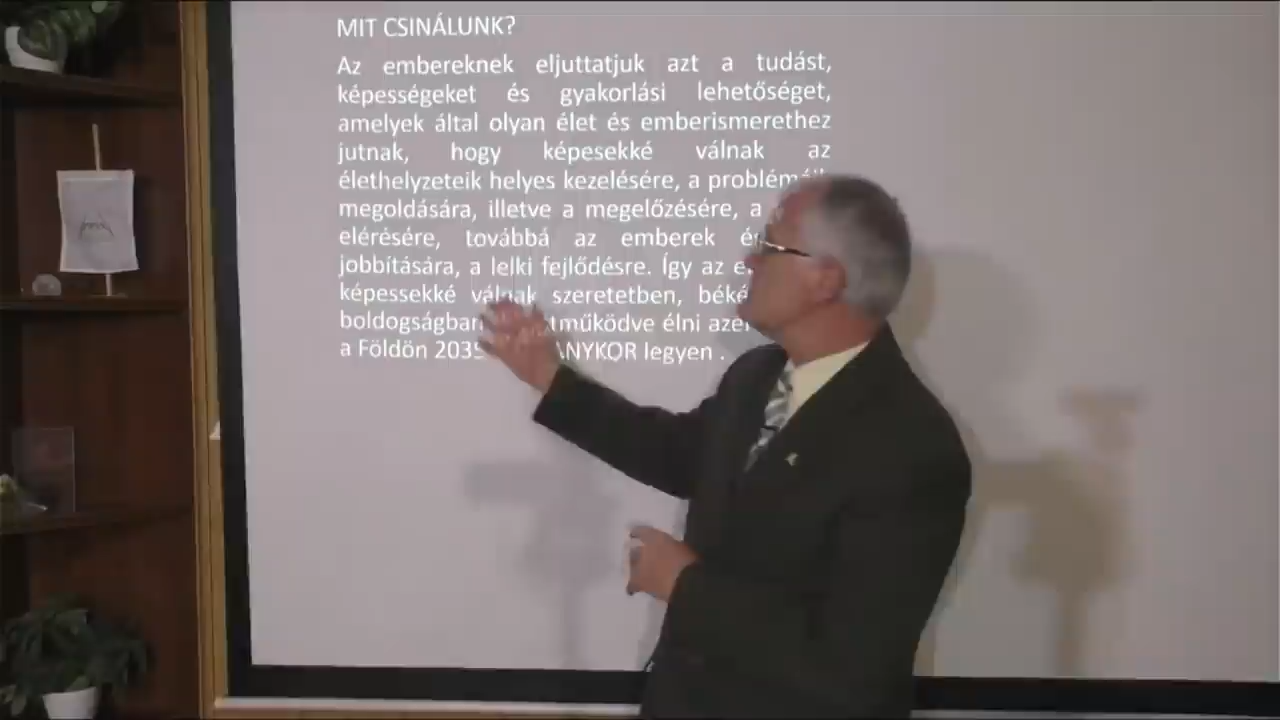 MIT CSINÁLUNK?
Az embereknek eljuttatjuk azt a tudást,
képességeket és gyakorlási lehetőséget,
amelyek által olyan élet és emberismerethez
jutnak, hogy képesekké válnak az
élethelyzeteik helyes kezelésére, a
megoldására, illetve a megelőzésére, a
elérésére, továbbá az emberek
jobbítására, a lelki fejlődésre. Így az
képessekké válnak szeretetben,
élni
a Földön legyen .